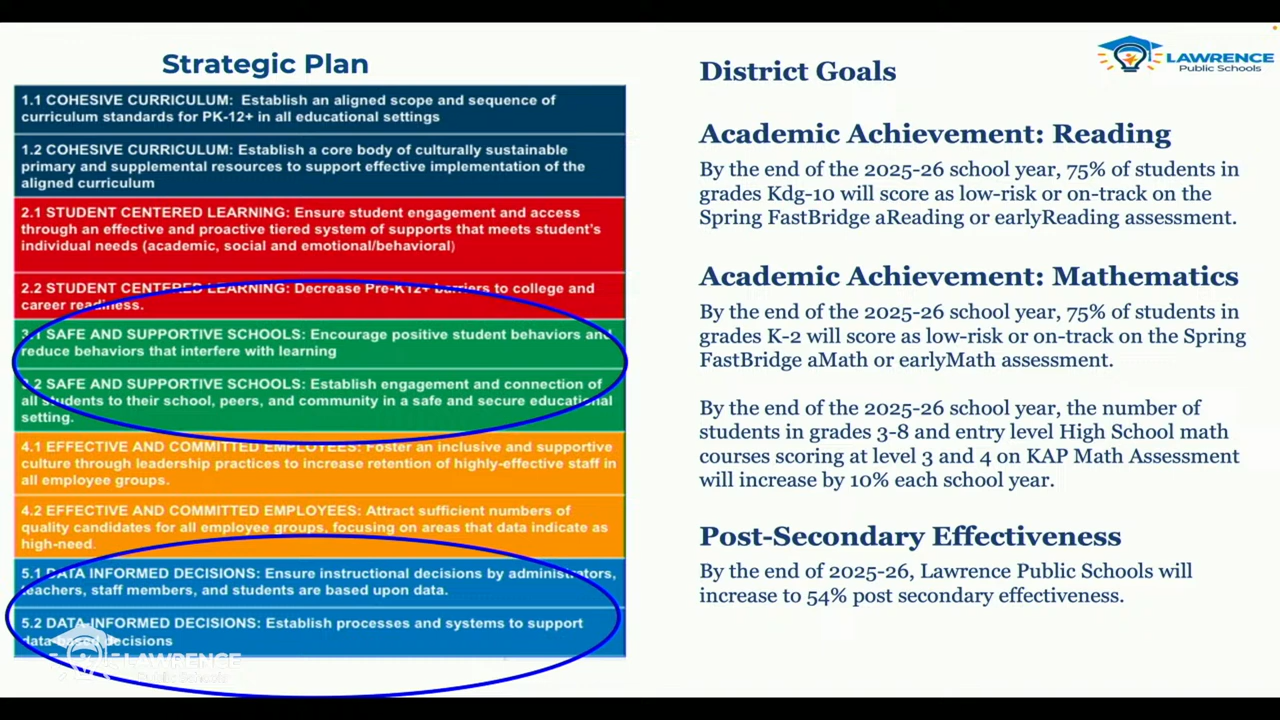 Strategic Plan
1.1 COHESIVE CURRICULUM: Establish an aligned scope and sequence of
curriculum standards for PK-12+ in all educational settings
1.2 COHESIVE CURRICULUM: Establish a core body of culturally sustainable
primary and supplemental resources to support effective implementation of the
aligned curriculum
2.1 STUDENT CENTERED LEARNING: Ensure student engagement and access
through an effective and proactive tiered system of supports that meets student's
individual needs (academic, social and emotional/behavioral)
2.2 STUDENT CENTERED LEARNING: Decrease Pre-K12+ barriers to college and
career readiness.
3.1 SAFE AND SUPPORTIVE SCHOOLS: Encourage positive student behaviors and
reduce behaviors that interfere with learning
3.2 SAFE AND SUPPORTIVE SCHOOLS: Establish engagement and connection of
all students to their school, peers, and community in a safe and secure educational
setting.
4.1 EFFECTIVE AND COMMITTED EMPLOYEES: Foster an inclusive and supportive
culture through leadership practices to increase retention of highly-effective staff in
all employee groups.
4.2 EFFECTIVE AND COMMITTED EMPLOYEES: Attract sufficient numbers of
quality candidates for all employee groups, focusing on areas that data indicate as
high-need.
5.1 DATA INFORMED DECISIONS: Ensure instructional decisions by administrators,
teachers, staff members, and students are based upon data.
5.2 DATA-INFORMED DECISIONS: Establish processes and systems to support
data-based decisions
LAWRENCE
Public Schools
LAWRENCE
Public Schools
District Goals
Academic Achievement: Reading
By the end of the 2025-26 school year, 75% of students in
grades Kdg-10 will score as low-risk or on-track on the
Spring FastBridge aReading or earlyReading assessment.
Academic Achievement: Mathematics
By the end of the 2025-26 school year, 75% of students in
grades K-2 will score as low-risk or on-track on the Spring
FastBridge aMath or earlyMath assessment.
By the end of the 2025-26 school year, the number of
students in grades 3-8 and entry level High School math
courses scoring at level 3 and 4 on KAP Math Assessment
will increase by 10% each school year.
Post-Secondary Effectiveness
By the end of 2025-26, Lawrence Public Schools will
increase to 54% post secondary effectiveness.